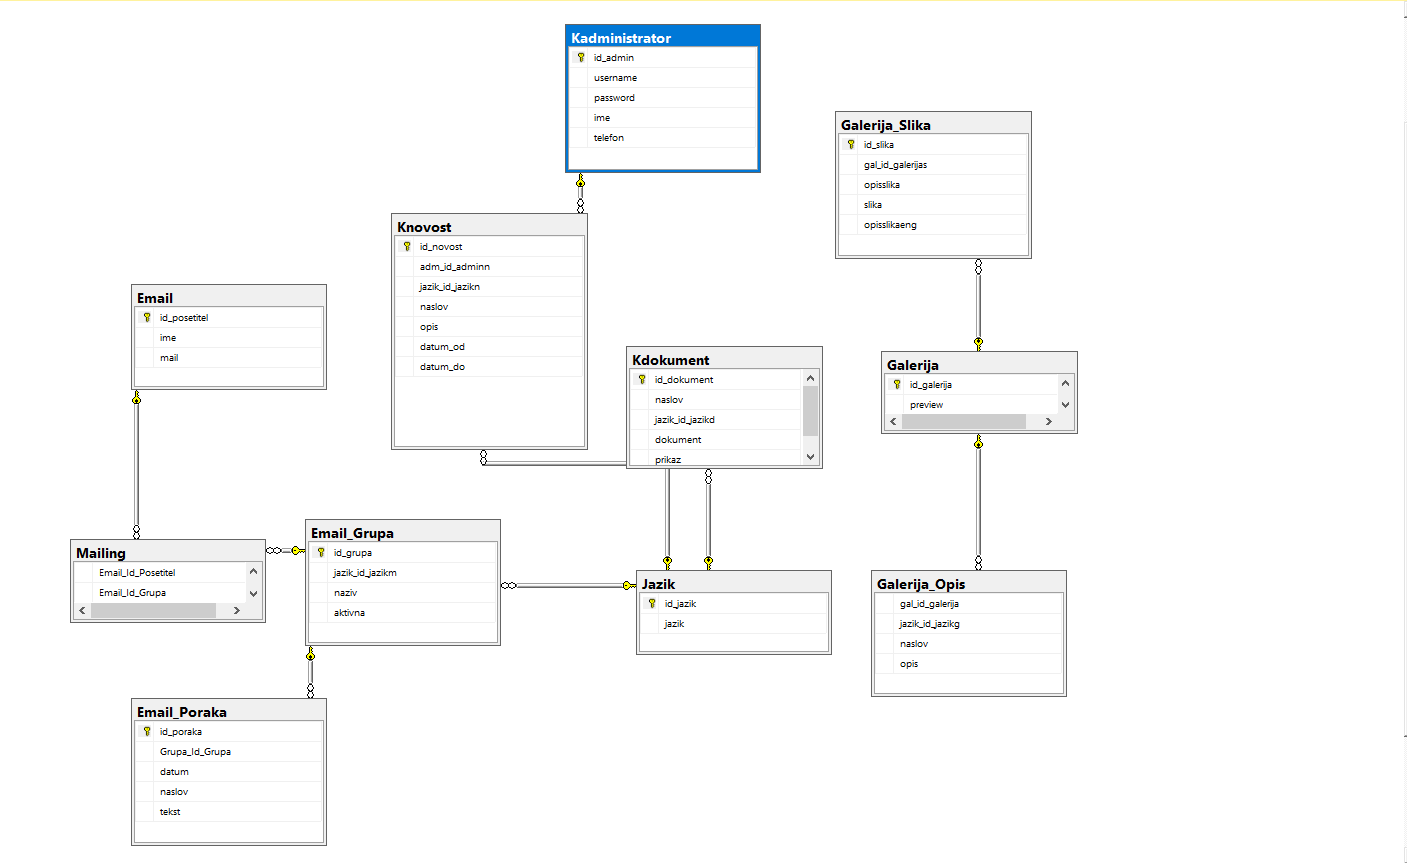 Kadministrator
id_admin
username
password
ime
telefon
Galerija_Slika
id_slika
gal_id_galerijas
opisslika
slika
opisslikaeng
Knovost
id_novost
adm_id_adminn
jazik_id_jazikn
naslov
opis
datum_od
datum_do
Email
id_posetitel
ime
mail
Kdokument
id_dokument
naslov
jazik_id_jazikd
dokument
prikaz
Galerija
id_galerija
preview
Mailing
Email_Id_Posetitel
Email_Id_Grupa
Email_Grupa
id_grupa
jazik_id_jazikm
naziv
aktivna
Jazik
id_jazik
jazik
Galerija_Opis
gal_id_galerija
jazik_id_jazikg
naslov
opis
Email_Poraka
id_poraka
Grupa_Id_Grupa
datum
naslov
tekst